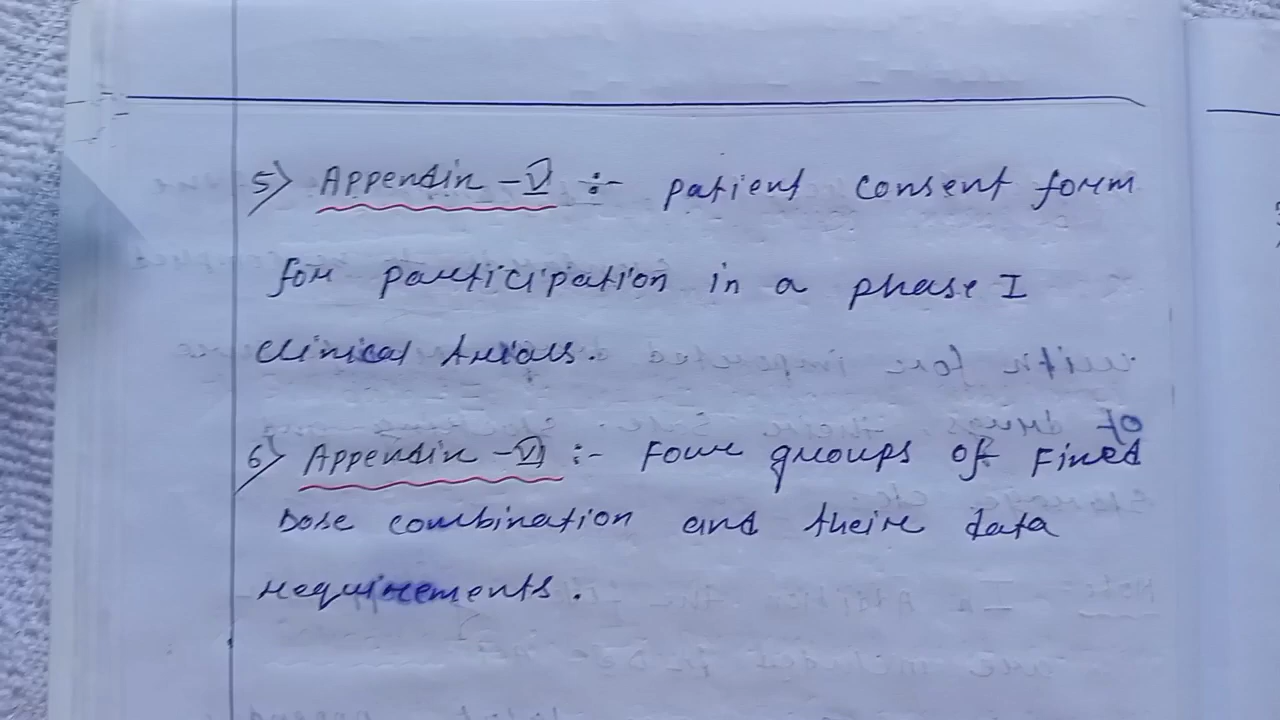 5) Appendix - V :- patient consent form
for participation in a phase I
clinical trials.
6) Appendix - VI :- Four groups of Fixed
Dose combination and their data
requirements.